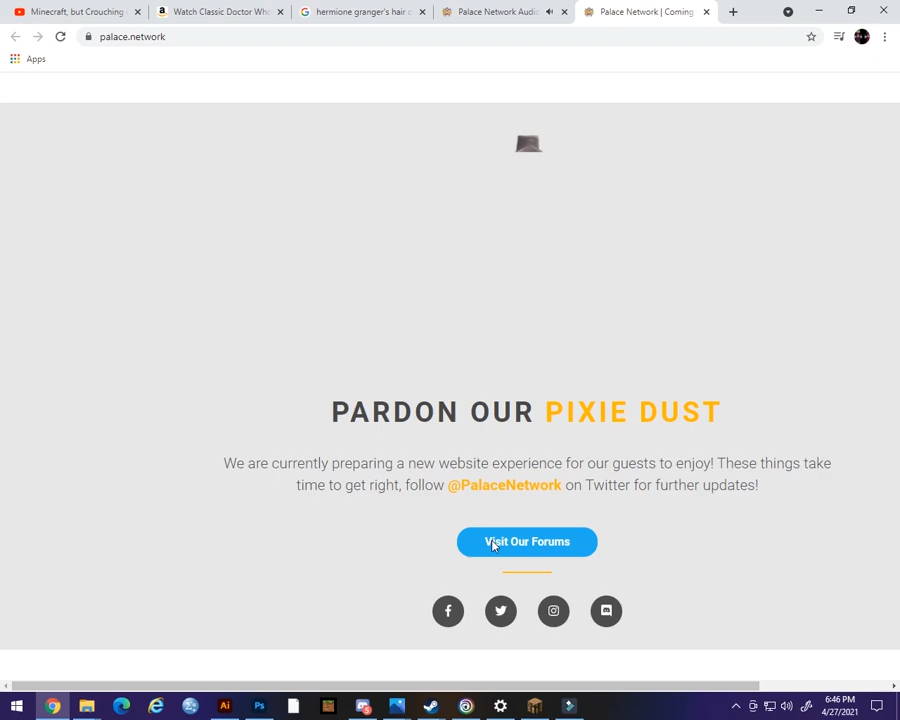 Minecraft, but Crouching
Watch Classic Doctor Who
hermione granger's hair c
Palace Network Audio
Palace Network | Coming
palace.network
Apps
PARDON OUR PIXIE DUST
We are currently preparing a new website experience for our guests to enjoy! These things take
time to get right, follow @PalaceNetwork on Twitter for further updates!
Visit Our Forums
Ai
Ps
6:46 PM
4/27/2021